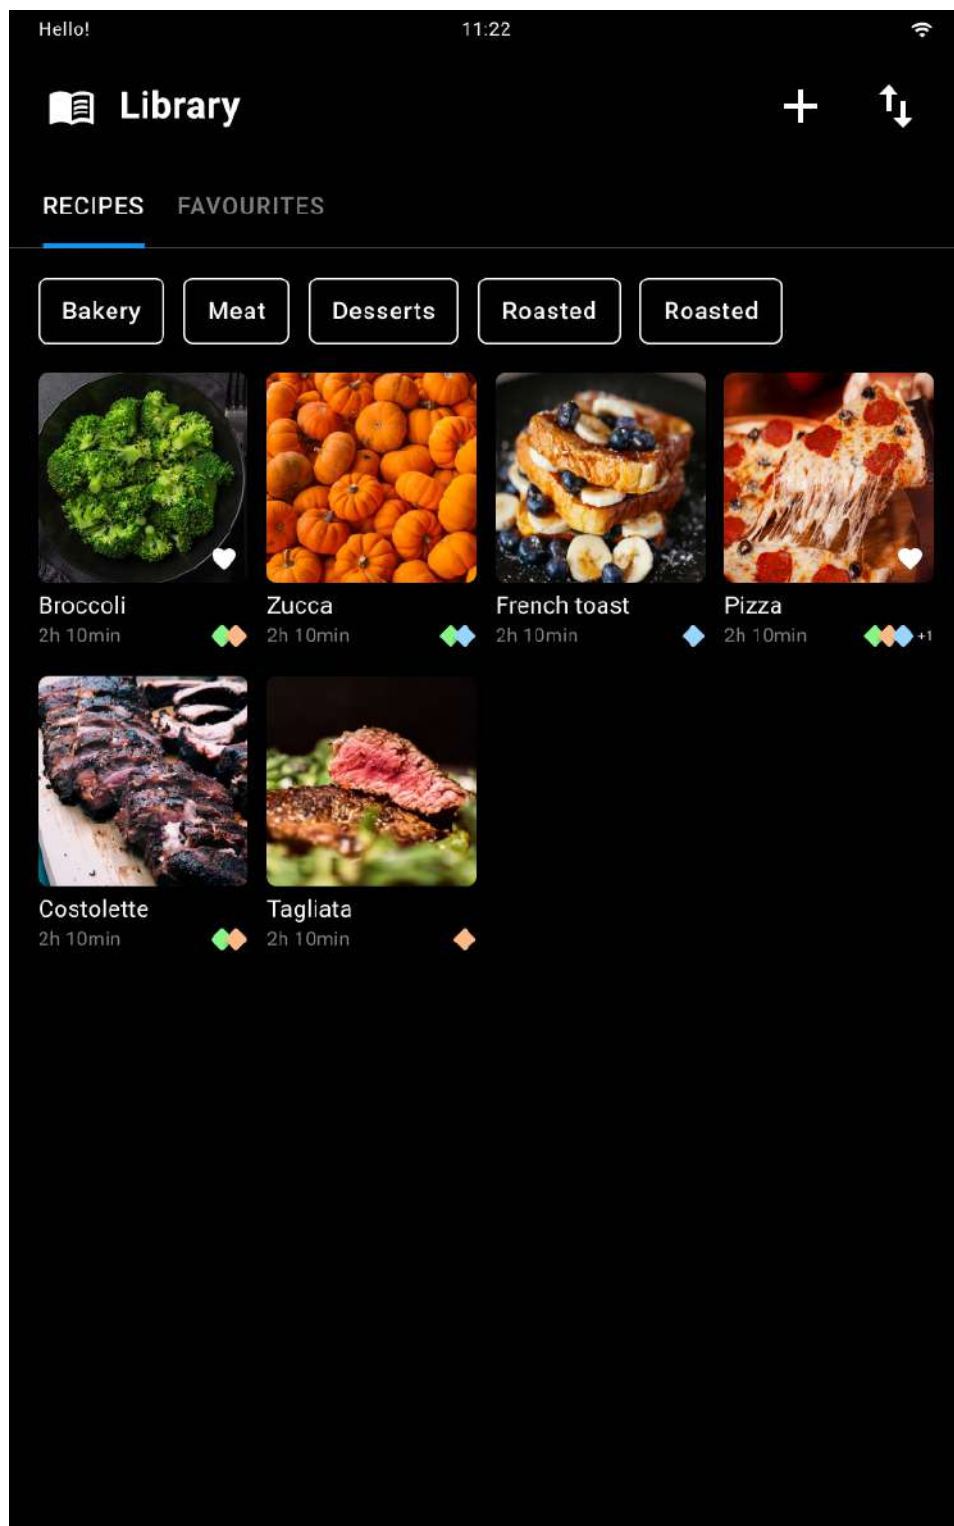 Hello! 11:22
Library
RECIPES FAVOURITES
Bakery Meat Desserts Roasted Roasted
Broccoli Zucca French toast Pizza
2h 10min 2h 10min 2h 10min 2h 10min +1
Costolette Tagliata
2h 10min 2h 10min